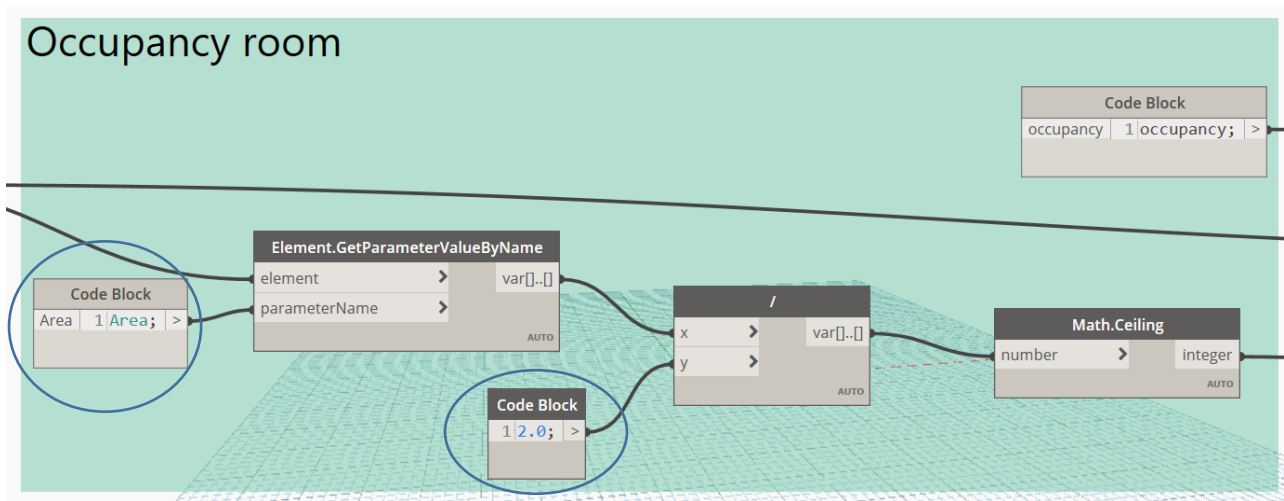 Occupancy room
Code Block
occupancy 1 occupancy; >
Element.GetParameterValueByName
element > var[]..[]
parameterName >
AUTO
Code Block
Area 1 Area; >
/
x > var[]..[]
y >
AUTO
Math.Ceiling
number > integer
AUTO
Code Block
1 2.0; >